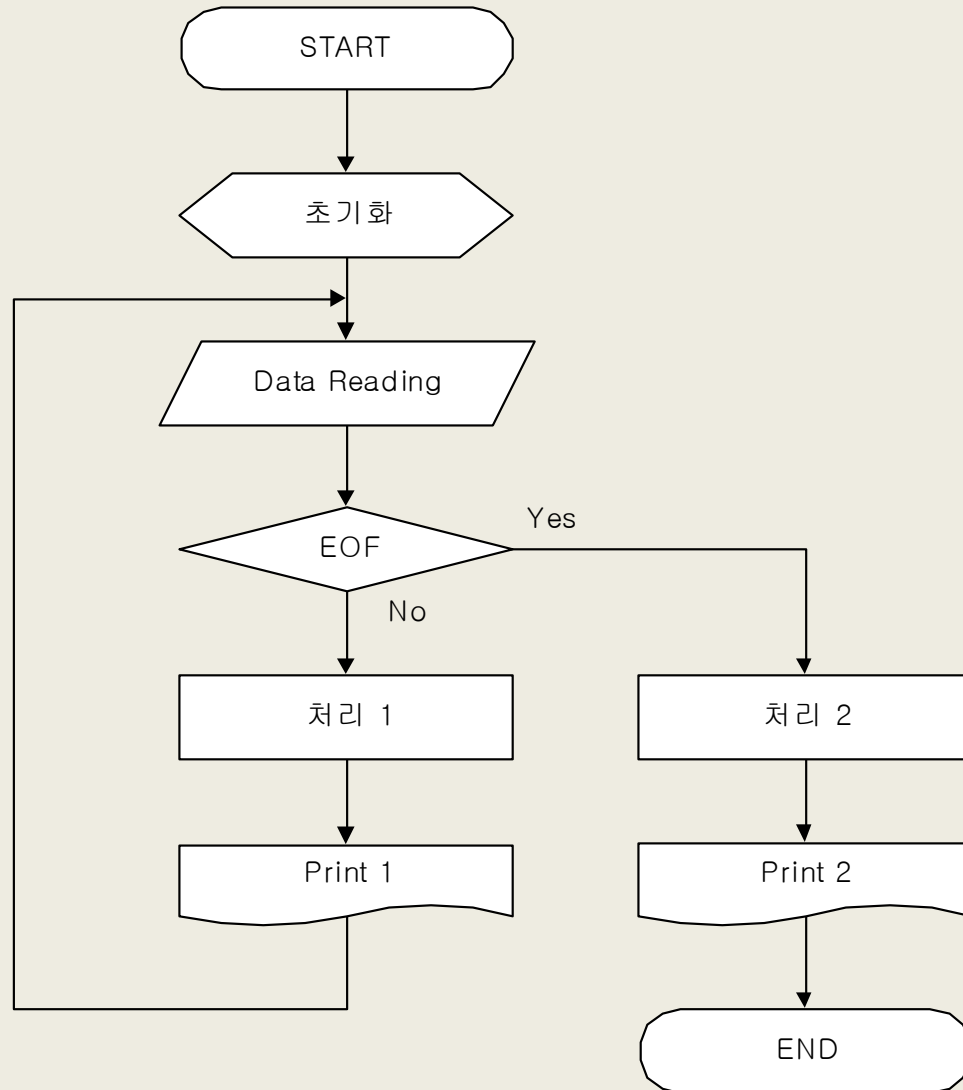 START
초기화
Data Reading
EOF
Yes
No
처리 1
처리 2
Print 1
Print 2
END